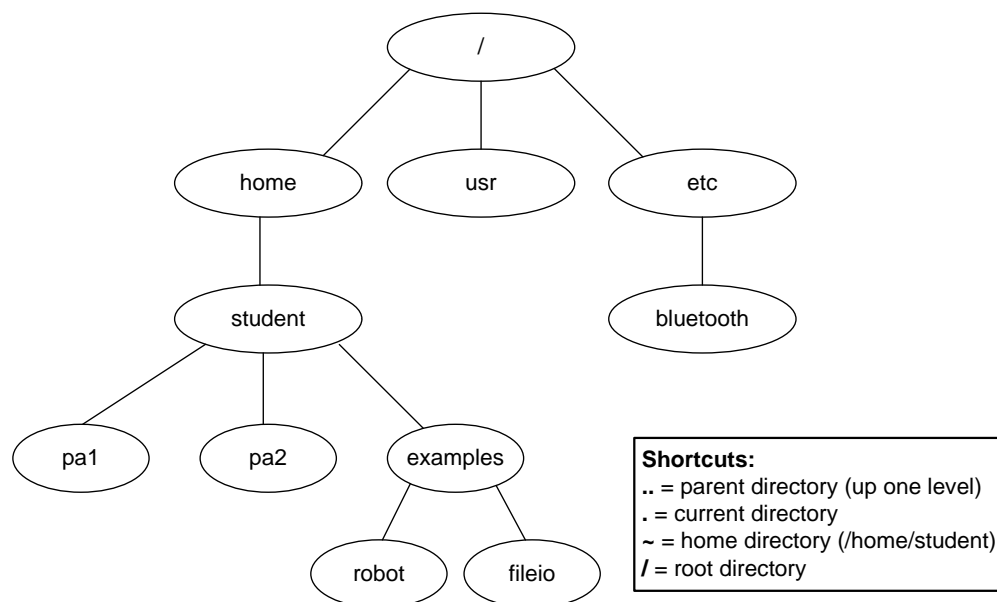 /
home
usr
etc
student
bluetooth
pa1
pa2
examples
robot
fileio
Shortcuts:
.. = parent directory (up one level)
. = current directory
~ = home directory (/home/student)
/ = root directory